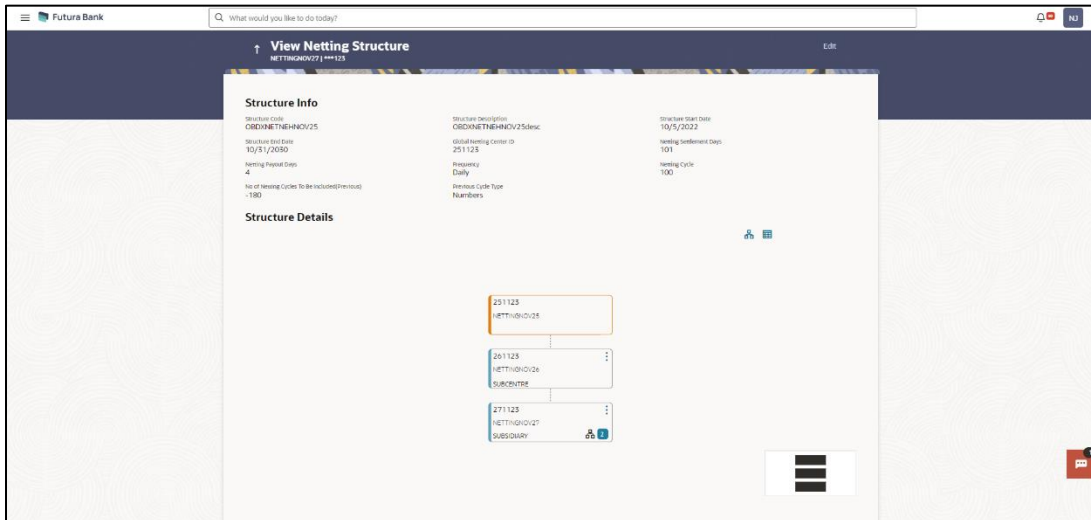 Futura Bank
What would you like to do today?
NJ
View Netting Structure
Edit
NETTINGNOV27 | ***123
Structure Info
Structure Code
Structure Description
Structure Start Date
OBDXNETNEHNOV25
OBDXNETNEHNOV25desc
10/5/2022
Structure End Date
Global Netting Center ID
Netting Settlement Days
10/31/2030
251123
101
Netting Payout Days
Frequency
Netting Cycle
4
Daily
100
No of Netting Cycles To Be Included(Previous)
Previous Cycle Type
-180
Numbers
Structure Details
251123
NETTINGNOV25
261123
NETTINGNOV26
SUBCENTRE
271123
NETTINGNOV27
SUBSIDIARY
2